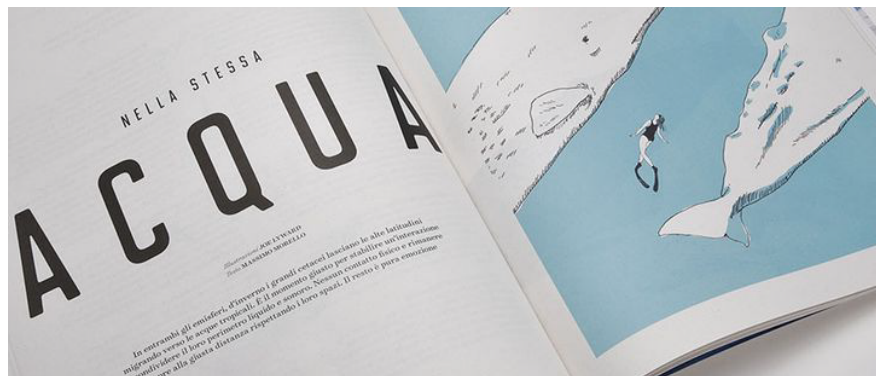 NELLA STESSA
ACQUA
Illustrazioni JOE LYWARD
Testo MASSIMO MORELLO
In entrambi gli emisferi, d'inverno i grandi cetacei lasciano le alte latitudini
migrando verso le acque tropicali. È il momento giusto per stabilire un'interazione
condividere il loro perimetro liquido e sonoro. Nessun contatto fisico e rimanere
alla giusta distanza rispettando i loro spazi. Il resto è pura emozione